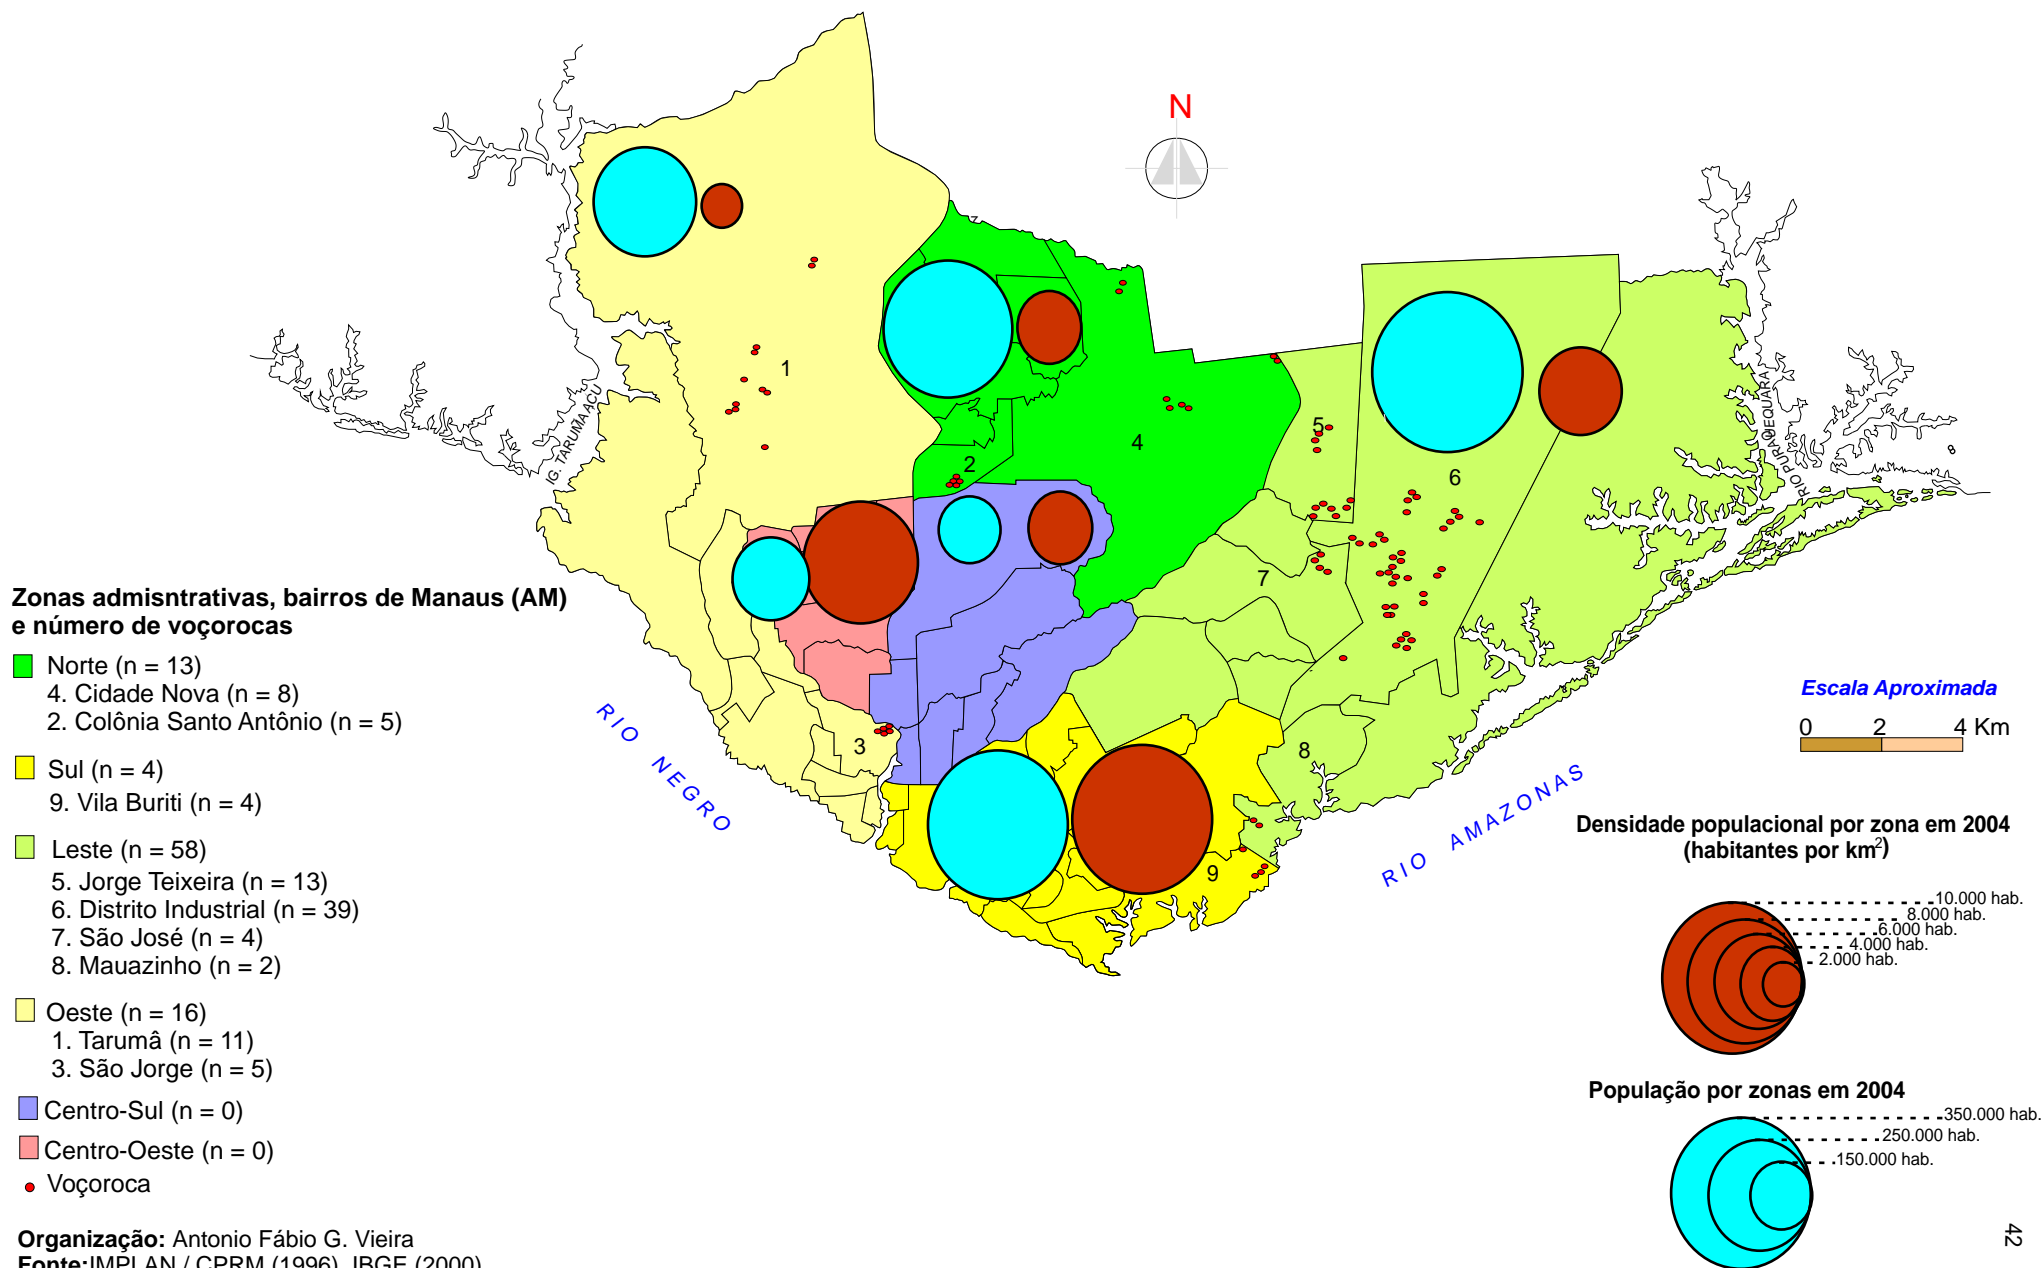 N
1
2
3
4
5
6
7
8
9
8
IG. TARUMAAÇU
RIO PURAQUEQUARA
RIO NEGRO
RIO AMAZONAS
Zonas admisntrativas, bairros de Manaus (AM)
e número de voçorocas
Norte (n = 13)
4. Cidade Nova (n = 8)
2. Colônia Santo Antônio (n = 5)
Sul (n = 4)
9. Vila Buriti (n = 4)
Leste (n = 58)
5. Jorge Teixeira (n = 13)
6. Distrito Industrial (n = 39)
7. São José (n = 4)
8. Mauazinho (n = 2)
Oeste (n = 16)
1. Tarumâ (n = 11)
3. São Jorge (n = 5)
Centro-Sul (n = 0)
Centro-Oeste (n = 0)
Voçoroca
Organização: Antonio Fábio G. Vieira
Fonte:IMPLAN / CPRM (1996), IBGE (2000)
Escala Aproximada
0 2 4 Km
Densidade populacional por zona em 2004
(habitantes por km²)
10.000 hab.
8.000 hab.
6.000 hab.
4.000 hab.
2.000 hab.
População por zonas em 2004
350.000 hab.
250.000 hab.
150.000 hab.
42